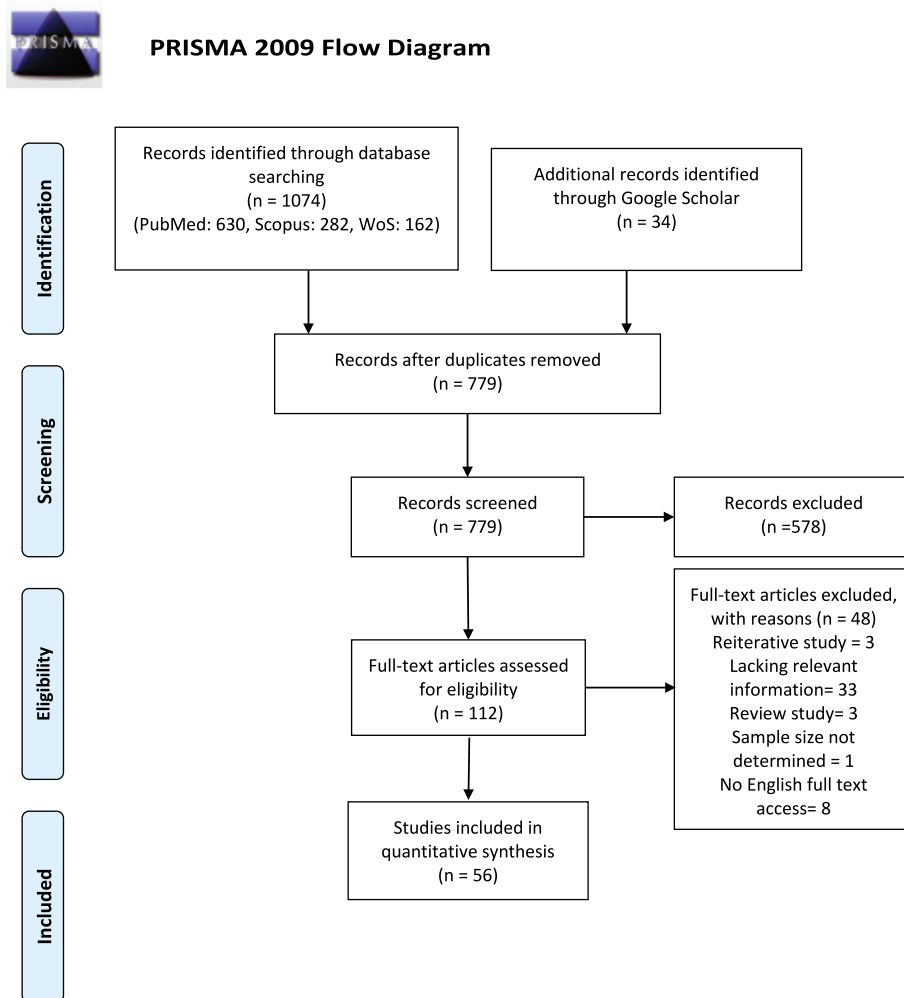 PRISMA
PRISMA 2009 Flow Diagram
Identification
Records identified through database
searching
(n = 1074)
(PubMed: 630, Scopus: 282, WoS: 162)
Additional records identified
through Google Scholar
(n = 34)
Records after duplicates removed
(n = 779)
Screening
Records screened
(n = 779)
Records excluded
(n =578)
Eligibility
Full-text articles assessed
for eligibility
(n = 112)
Full-text articles excluded,
with reasons (n = 48)
Reiterative study = 3
Lacking relevant
information= 33
Review study= 3
Sample size not
determined = 1
No English full text
access= 8
Included
Studies included in
quantitative synthesis
(n = 56)